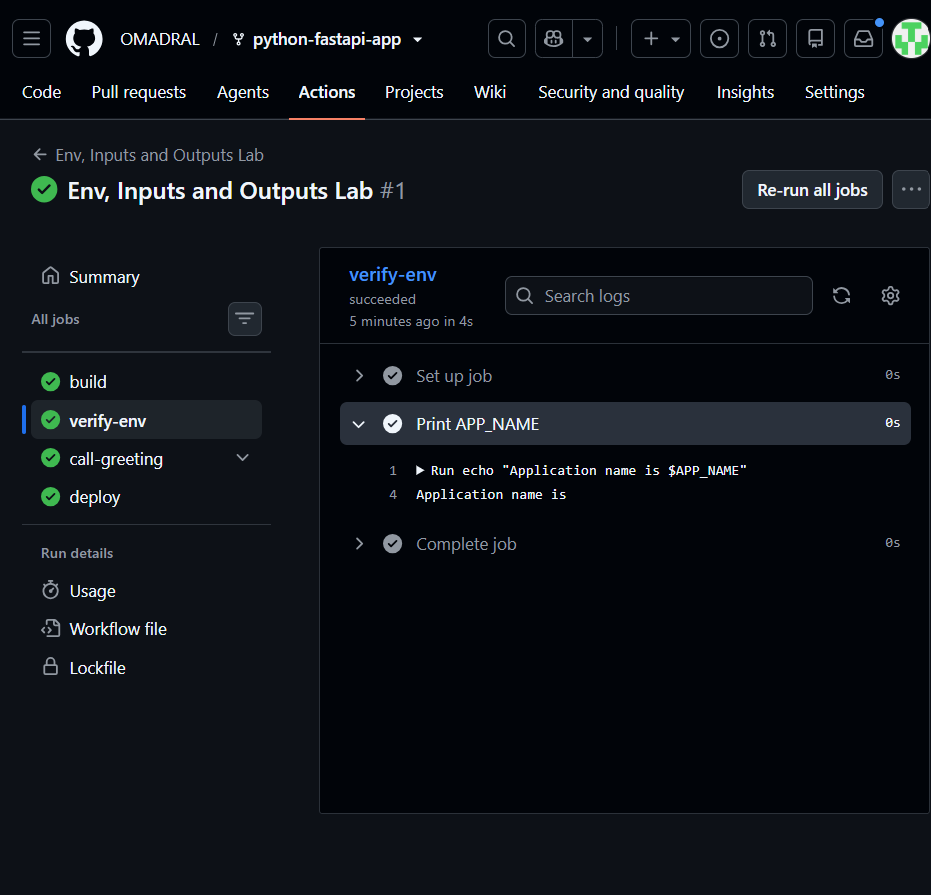 OMADRAL / python-fastapi-app
Code Pull requests Agents Actions Projects Wiki Security and quality Insights Settings
Env, Inputs and Outputs Lab
Env, Inputs and Outputs Lab #1
Re-run all jobs
Summary
All jobs
build
verify-env
call-greeting
deploy
Run details
Usage
Workflow file
Lockfile
verify-env
succeeded
5 minutes ago in 4s
Search logs
Set up job 0s
Print APP_NAME 0s
1 Run echo "Application name is $APP_NAME"
4 Application name is
Complete job 0s